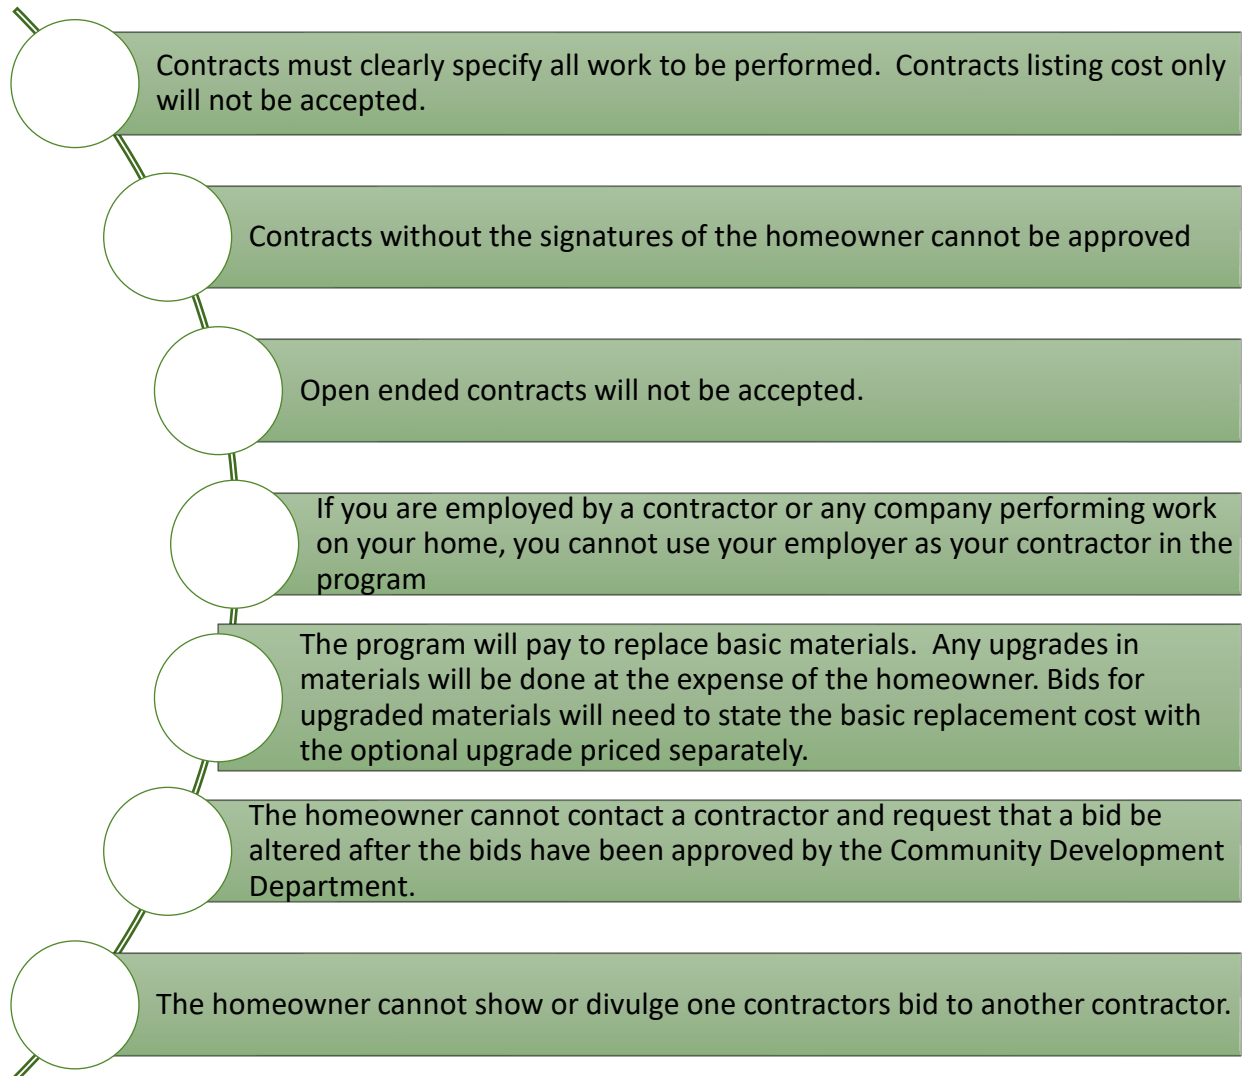 Contracts must clearly specify all work to be performed.  Contracts listing cost only
will not be accepted.
Contracts without the signatures of the homeowner cannot be approved
Open ended contracts will not be accepted.
If you are employed by a contractor or any company performing work
on your home, you cannot use your employer as your contractor in the
program
The program will pay to replace basic materials.  Any upgrades in
materials will be done at the expense of the homeowner. Bids for
upgraded materials will need to state the basic replacement cost with
the optional upgrade priced separately.
The homeowner cannot contact a contractor and request that a bid be
altered after the bids have been approved by the Community Development
Department.
The homeowner cannot show or divulge one contractors bid to another contractor.